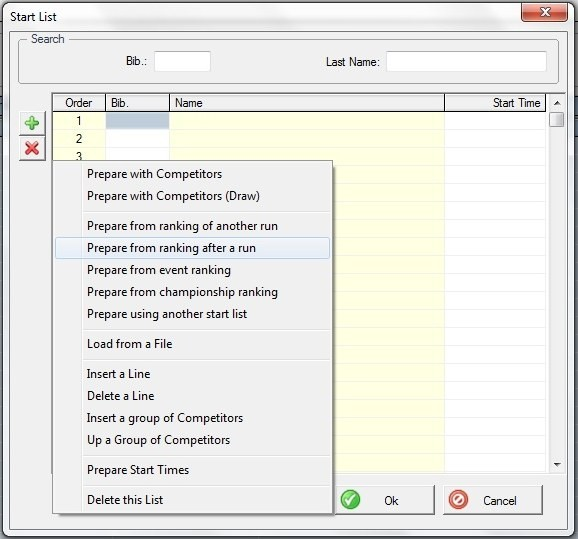 Start List
Search
Bib.:
Last Name:
Order Bib. Name Start Time
1
2
3
Prepare with Competitors
Prepare with Competitors (Draw)
Prepare from ranking of another run
Prepare from ranking after a run
Prepare from event ranking
Prepare from championship ranking
Prepare using another start list
Load from a File
Insert a Line
Delete a Line
Insert a group of Competitors
Up a Group of Competitors
Prepare Start Times
Delete this List
Ok
Cancel